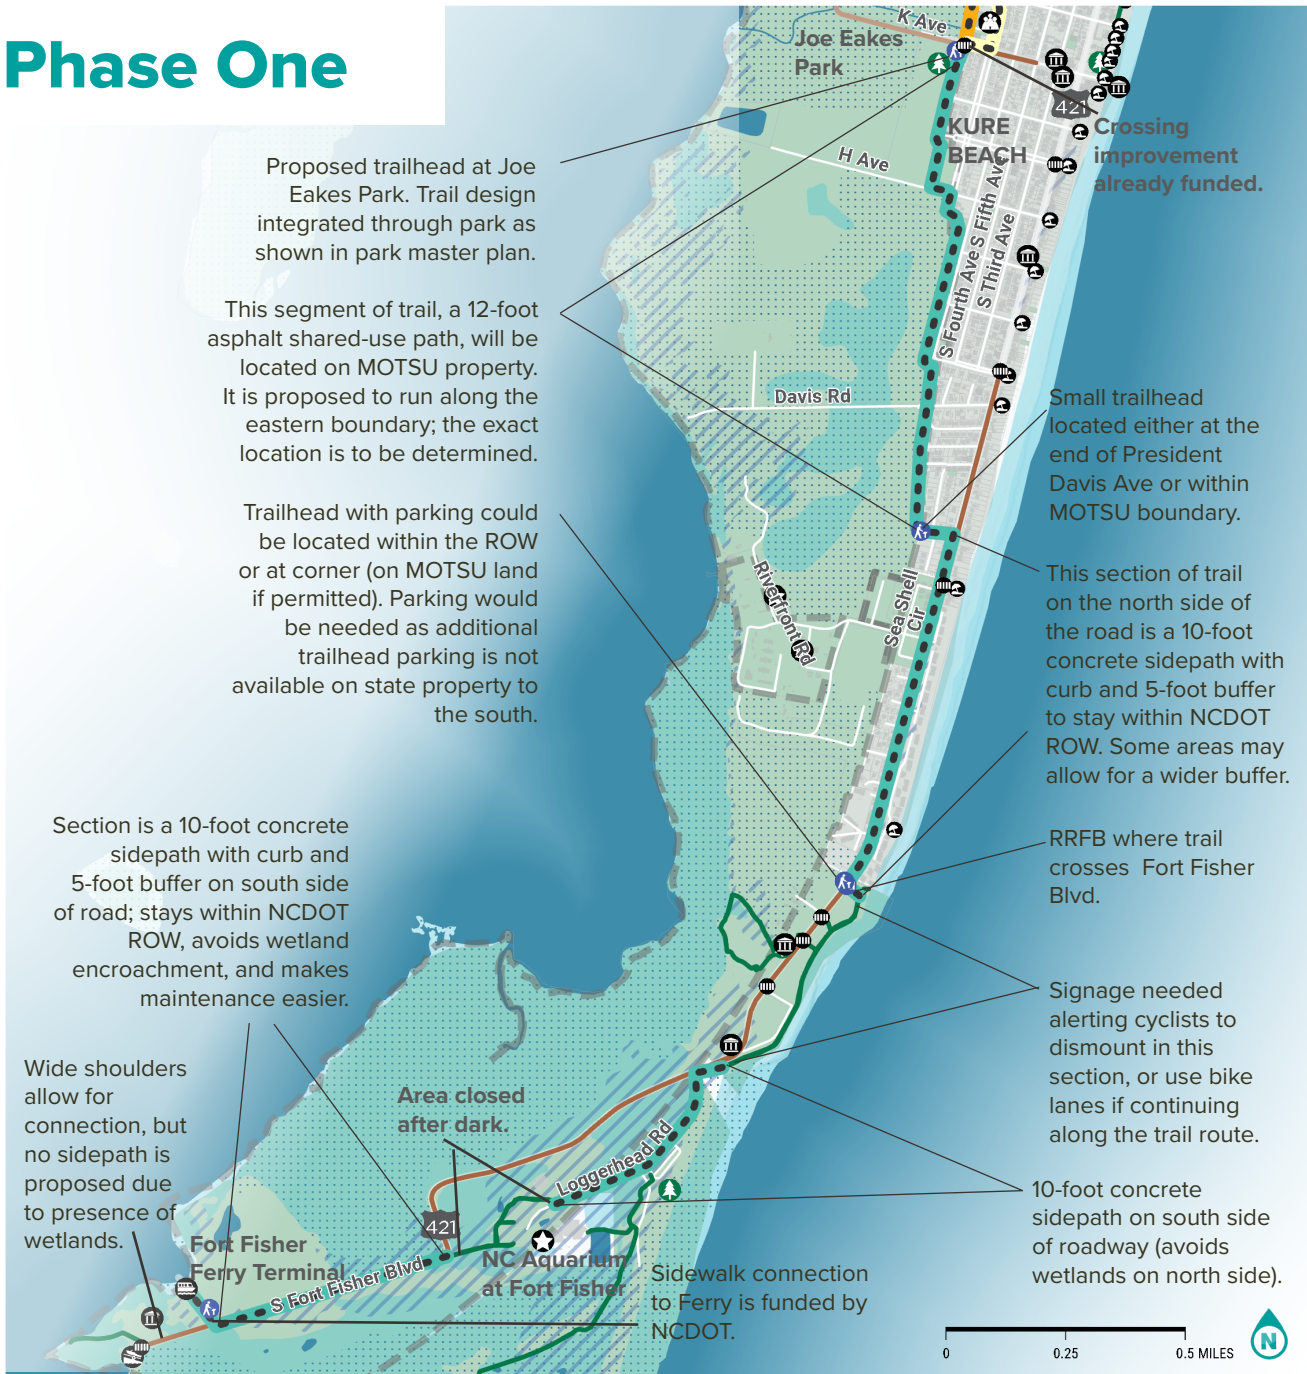 Phase One
K Ave
Joe Eakes
Park
421
KURE
BEACH
Crossing
improvement
already funded.
H Ave
S Fifth Ave
S Fourth Ave
S Third Ave
Proposed trailhead at Joe
Eakes Park. Trail design
integrated through park as
shown in park master plan.
This segment of trail, a 12-foot
asphalt shared-use path, will be
located on MOTSU property.
It is proposed to run along the
eastern boundary; the exact
location is to be determined.
Davis Rd
Small trailhead
located either at the
end of President
Davis Ave or within
MOTSU boundary.
Trailhead with parking could
be located within the ROW
or at corner (on MOTSU land
if permitted). Parking would
be needed as additional
trailhead parking is not
available on state property to
the south.
Riverfront Rd
Sea Shell
Cir
This section of trail
on the north side of
the road is a 10-foot
concrete sidepath with
curb and 5-foot buffer
to stay within NCDOT
ROW. Some areas may
allow for a wider buffer.
Section is a 10-foot concrete
sidepath with curb and
5-foot buffer on south side
of road; stays within NCDOT
ROW, avoids wetland
encroachment, and makes
maintenance easier.
RRFB where trail
crosses Fort Fisher
Blvd.
Signage needed
alerting cyclists to
dismount in this
section, or use bike
lanes if continuing
along the trail route.
Wide shoulders
allow for
connection, but
no sidepath is
proposed due
to presence of
wetlands.
Area closed
after dark.
Loggerhead Rd
10-foot concrete
sidepath on south side
of roadway (avoids
wetlands on north side).
421
Fort Fisher
Ferry Terminal
S Fort Fisher Blvd
NC Aquarium
at Fort Fisher
Sidewalk connection
to Ferry is funded by
NCDOT.
0 0.25 0.5 MILES
N